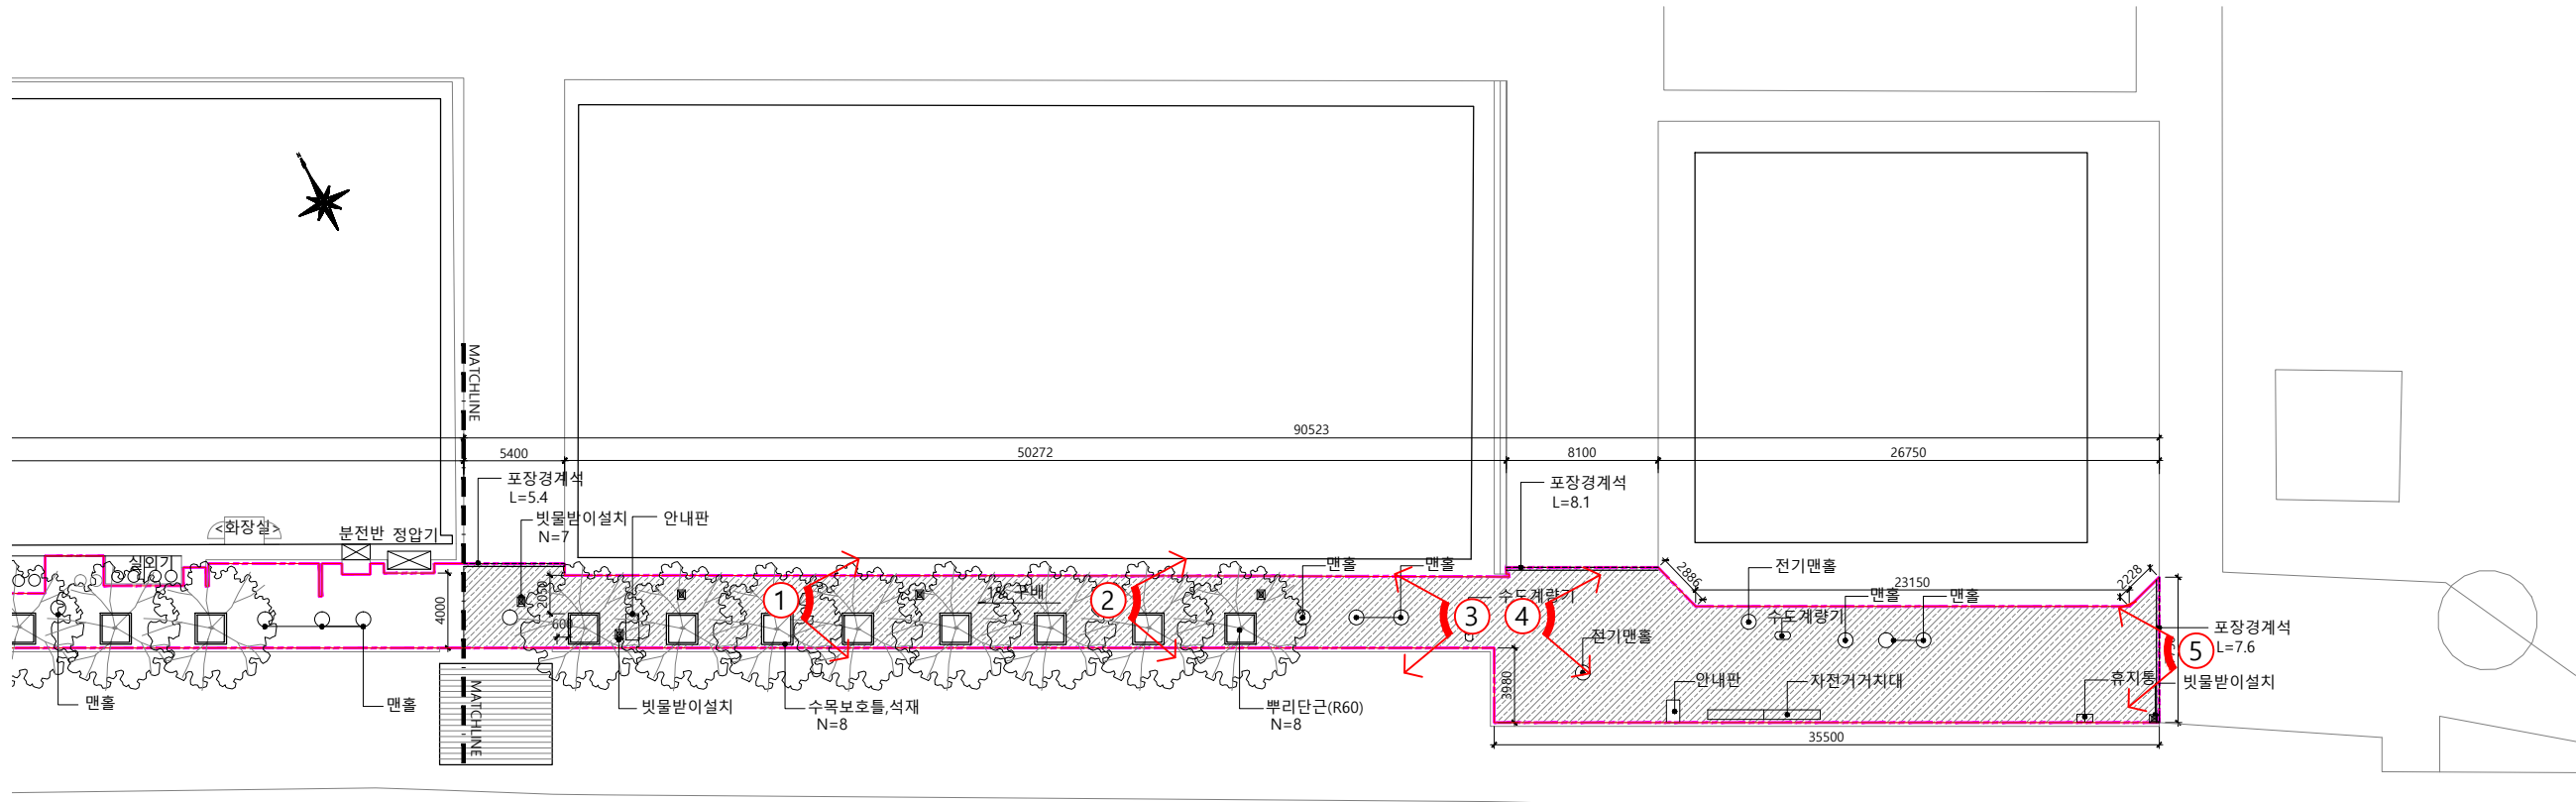 MATCHLINE
90523
5400
50272
8100
26750
포장경계석
L=5.4
포장경계석
L=8.1
빗물받이설치
N=7
안내판
<화장실>
분전반
정압기
실외기
맨홀
맨홀
전기맨홀
2886
23150
2228
맨홀
맨홀
수도계량기
수도계량기
1% 구배
2050
600
4000
1
2
3
4
5
전기맨홀
포장경계석
L=7.6
빗물받이설치
휴지통
안내판
자전거거치대
3980
맨홀
맨홀
MATCHLINE
빗물받이설치
수목보호틀,석재
N=8
뿌리단근(R60)
N=8
35500